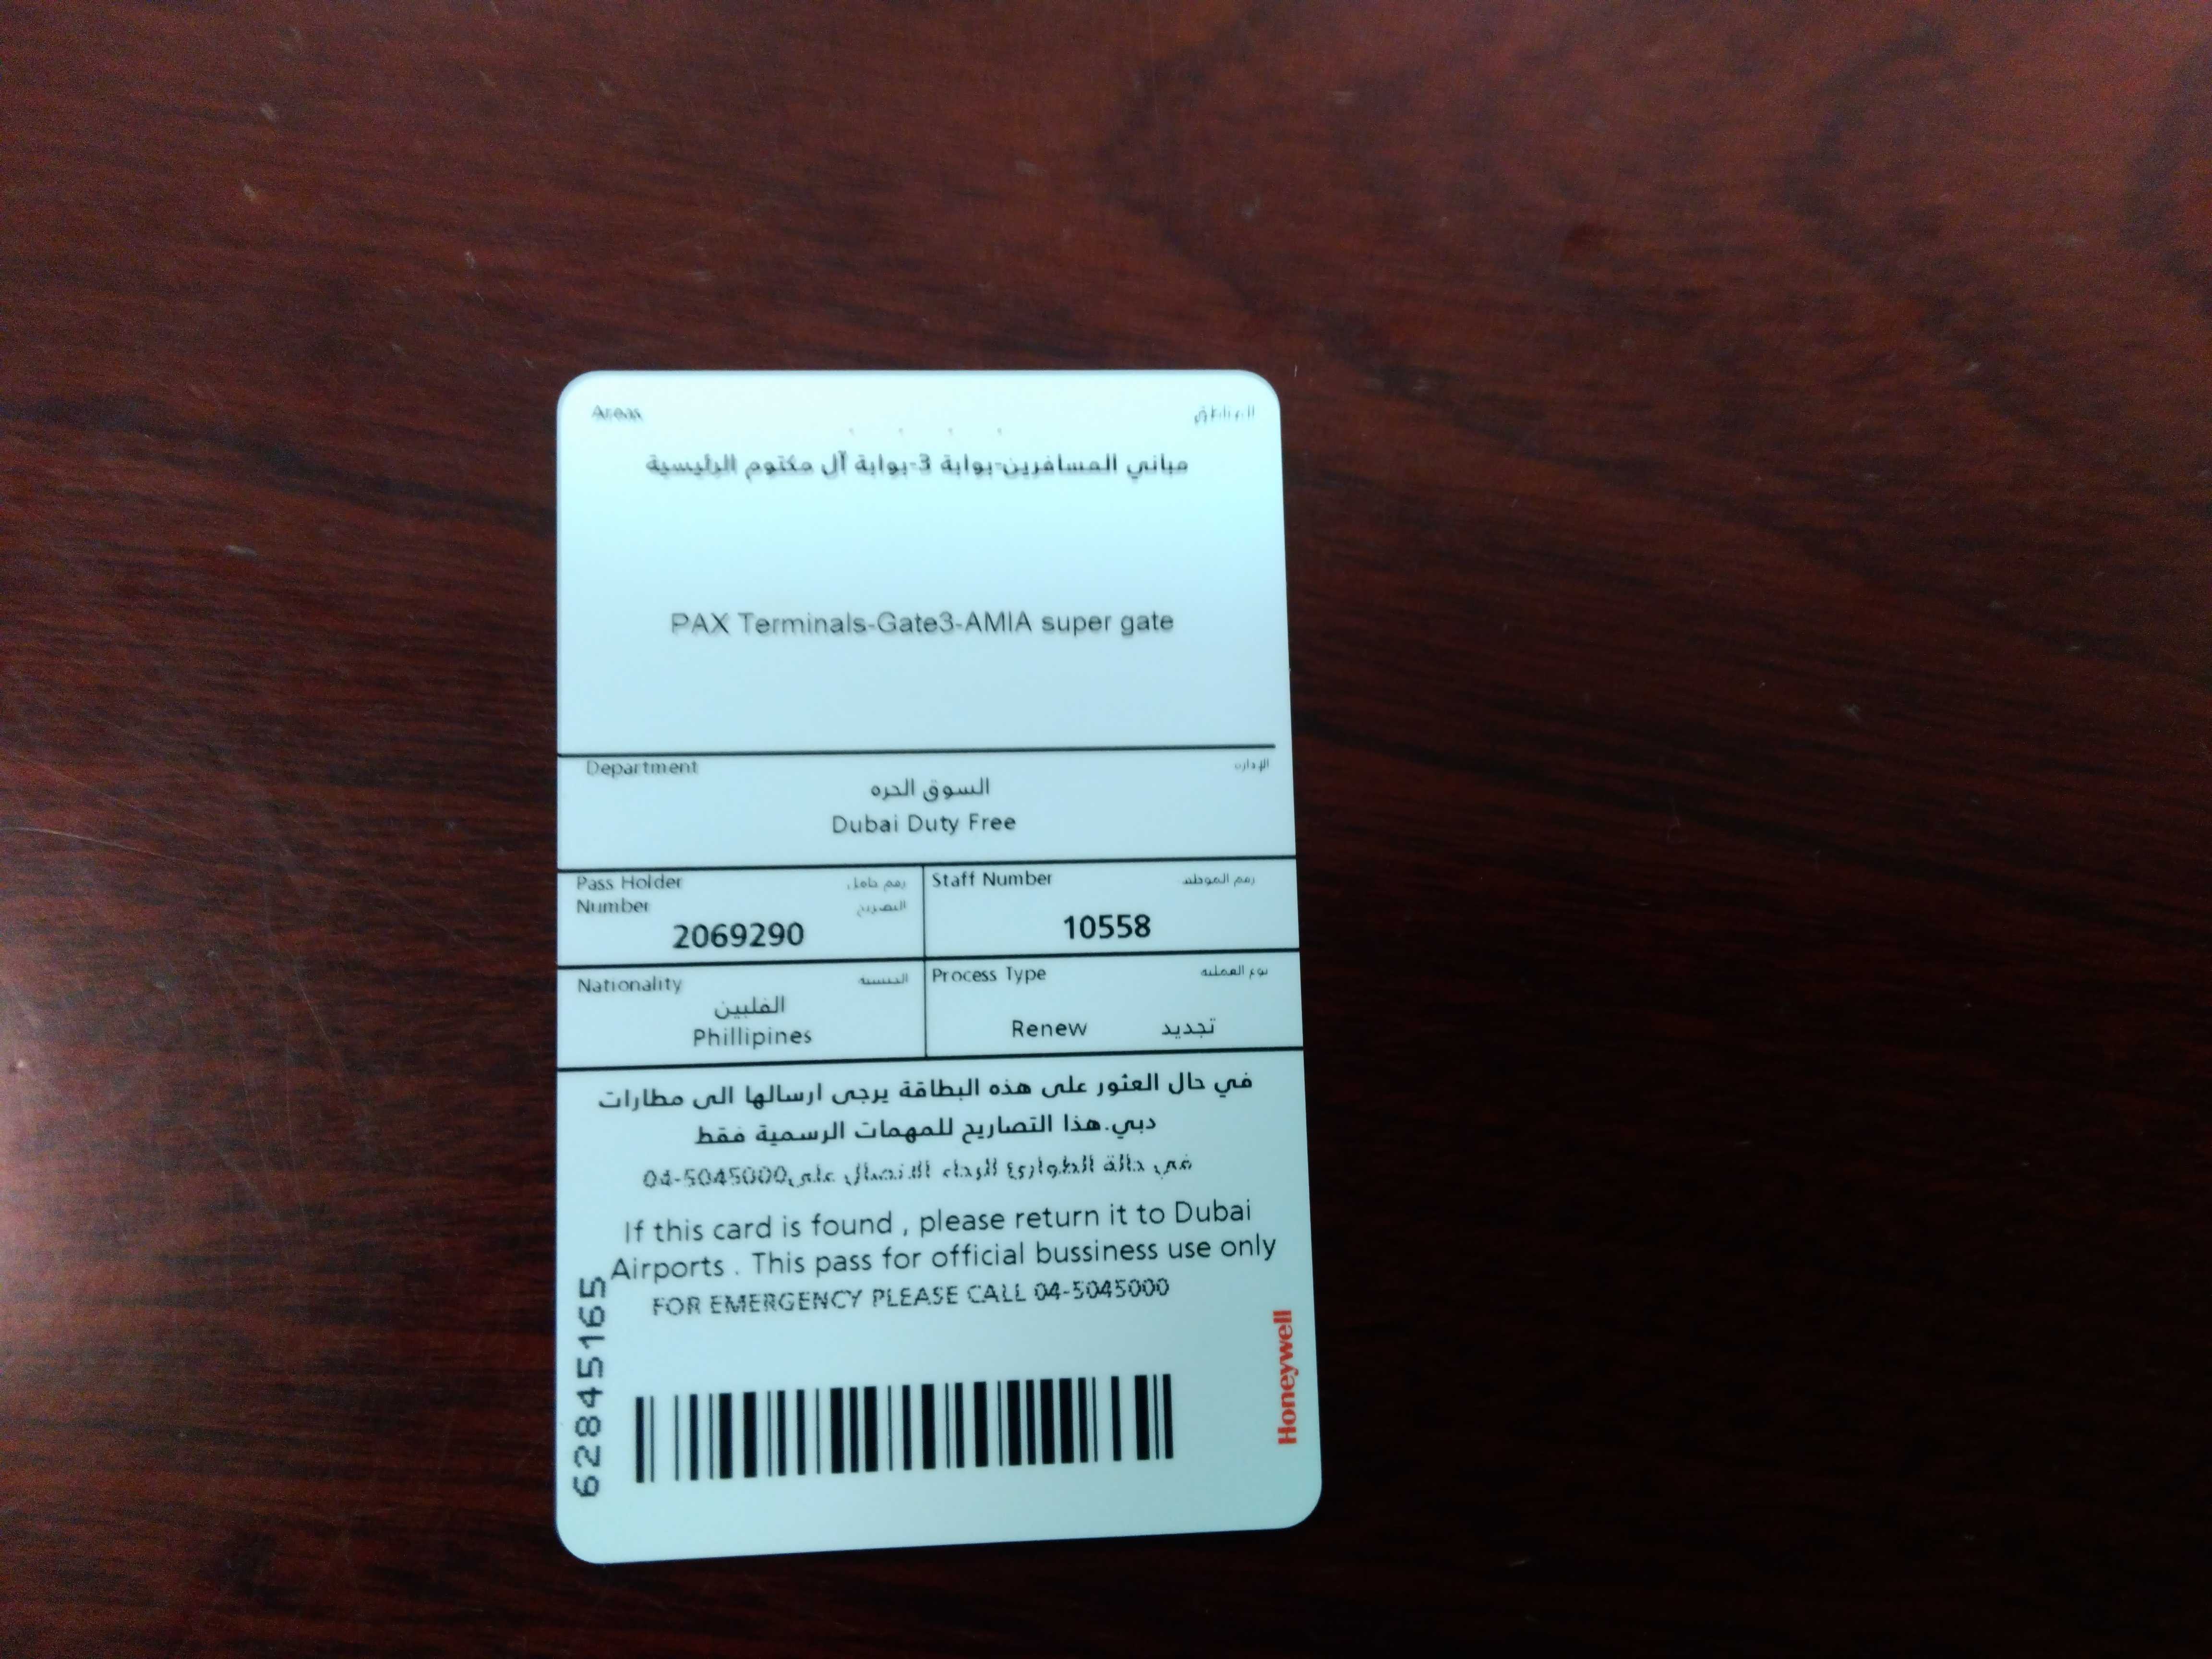 Areas المناطق
مباني المسافرين-بوابة 3-بوابة آل مكتوم الرئيسية
PAX Terminals-Gate3-AMIA super gate
Department الإدارة
السوق الحره
Dubai Duty Free
Pass Holder رقم حامل
Number التصريح
2069290
Staff Number رقم الموظف
10558
Nationality الجنسية
الفلبين
Phillipines
Process Type نوع العملية
Renew تجديد
في حال العثور على هذه البطاقة يرجى ارسالها الى مطارات
دبي.هذا التصاريح للمهمات الرسمية فقط
في حالة الطوارئ الرجاء الاتصال على 04-5045000
If this card is found , please return it to Dubai
Airports . This pass for official bussiness use only
FOR EMERGENCY PLEASE CALL 04-5045000
62845165
Honeywell